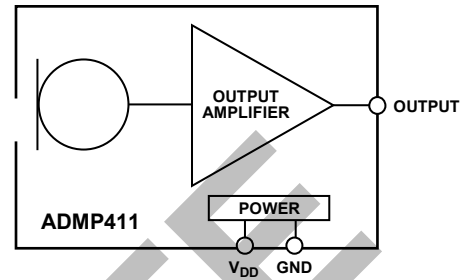 OUTPUT
AMPLIFIER
OUTPUT
ADMP411
POWER
VDD GND